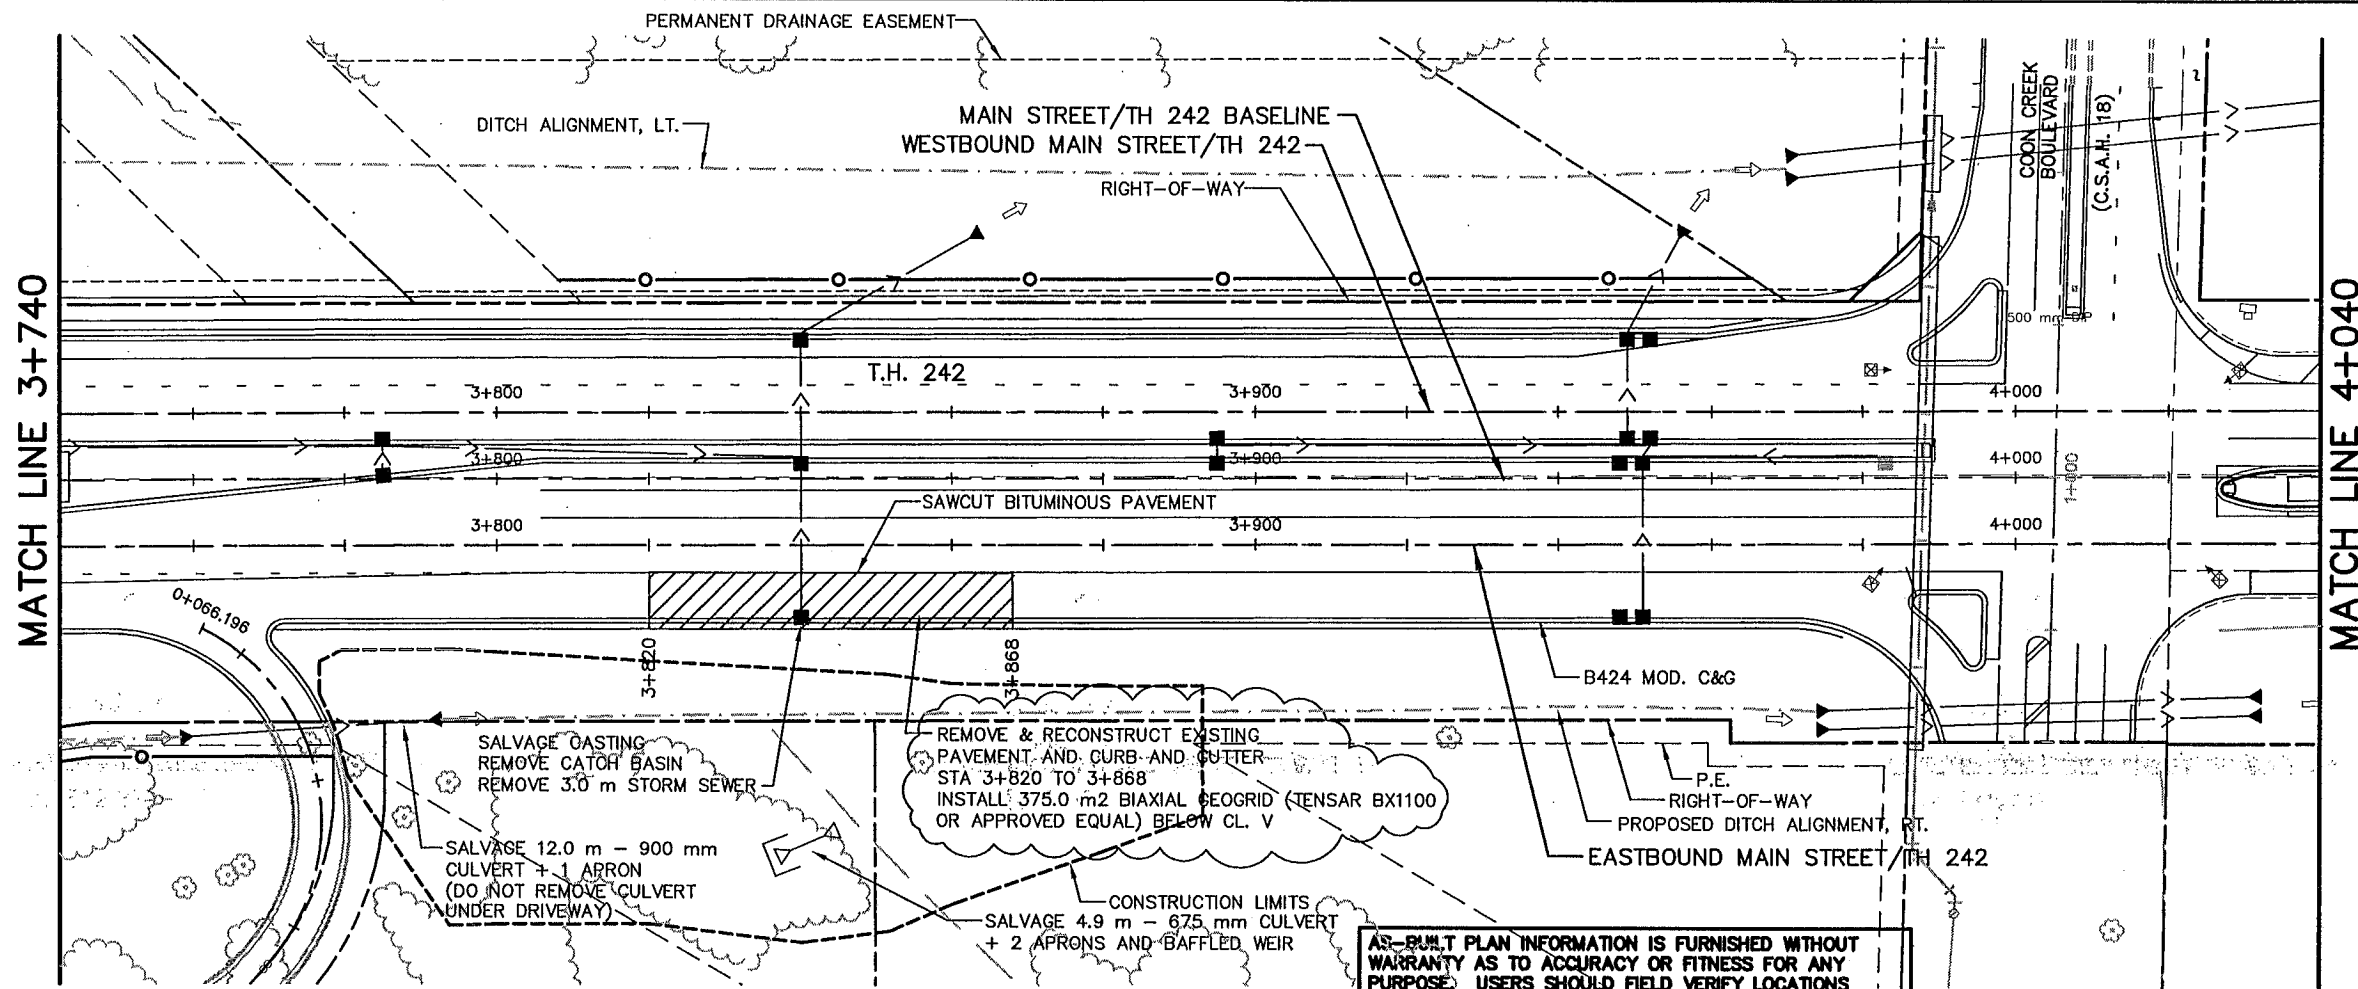 PERMANENT DRAINAGE EASEMENT
DITCH ALIGNMENT, LT.
MAIN STREET/TH 242 BASELINE
WESTBOUND MAIN STREET/TH 242
RIGHT-OF-WAY
COON CREEK
BOULEVARD
(C.S.A.H. 18)
MATCH LINE 3+740
MATCH LINE 4+040
500 mm DIP
T.H. 242
3+800
3+900
4+000
3+800
3+900
4+000
1+000
SAWCUT BITUMINOUS PAVEMENT
3+800
3+900
4+000
0+066.196
3+820
3+868
B424 MOD. C&G
SALVAGE CASTING
REMOVE CATCH BASIN
REMOVE 3.0 m STORM SEWER
REMOVE & RECONSTRUCT EXISTING
PAVEMENT AND CURB AND GUTTER
STA 3+820 TO 3+868
INSTALL 375.0 m2 BIAXIAL GEOGRID (TENSAR BX1100
OR APPROVED EQUAL) BELOW CL. V
P.E.
RIGHT-OF-WAY
PROPOSED DITCH ALIGNMENT, RT.
EASTBOUND MAIN STREET/TH 242
SALVAGE 12.0 m - 900 mm
CULVERT + 1 APRON
(DO NOT REMOVE CULVERT
UNDER DRIVEWAY)
CONSTRUCTION LIMITS
SALVAGE 4.9 m - 675 mm CULVERT
+ 2 APRONS AND BAFFLED WEIR
AS-BUILT PLAN INFORMATION IS FURNISHED WITHOUT
WARRANTY AS TO ACCURACY OR FITNESS FOR ANY
PURPOSE. USERS SHOULD FIELD VERIFY LOCATIONS